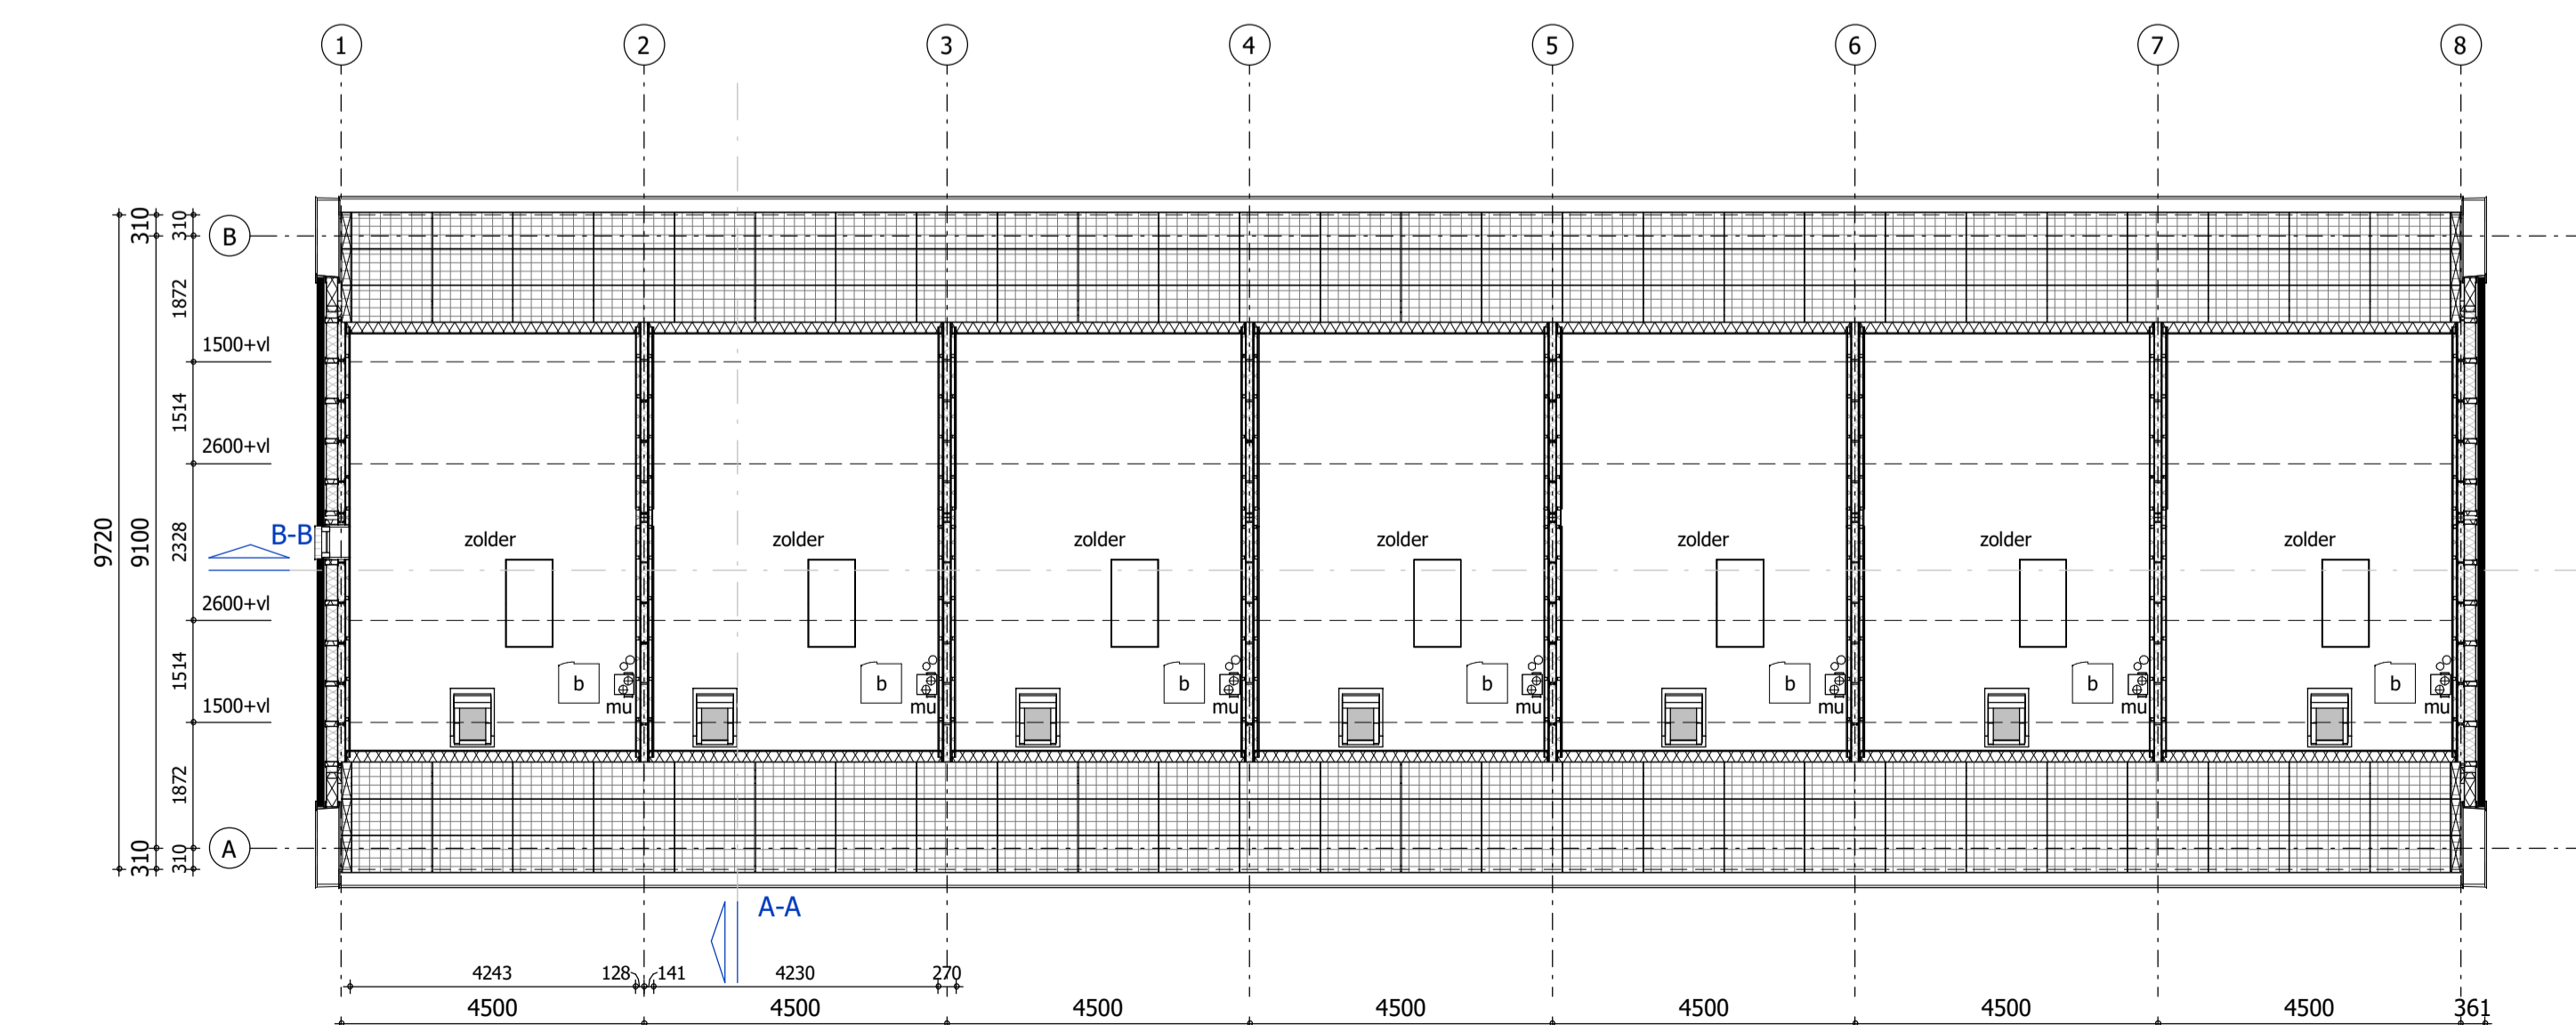 1 2 3 4 5 6 7 8
310 310 B
1872
1500+vl
1514
2600+vl
9720 9100 2328 B-B
zolder zolder zolder zolder zolder zolder zolder
2600+vl
1514
b b b b b b b
mu mu mu mu mu mu mu
1500+vl
1872
310 310 A
A-A
4243 128 141 4230 270
4500 4500 4500 4500 4500 4500 4500 361